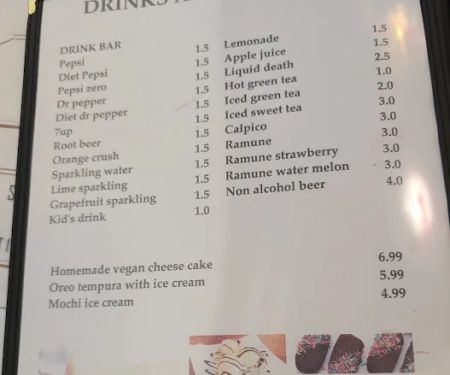 DRINKS
DRINK BAR
Pepsi 1.5
Diet Pepsi 1.5
Pepsi zero 1.5
Dr pepper 1.5
Diet dr pepper 1.5
7up 1.5
Root beer 1.5
Orange crush 1.5
Sparkling water 1.5
Lime sparkling 1.5
Grapefruit sparkling 1.5
Kid's drink 1.0
Lemonade 1.5
Apple juice 1.5
Liquid death 2.5
Hot green tea 1.0
Iced green tea 2.0
Iced sweet tea 3.0
Calpico 3.0
Ramune 3.0
Ramune strawberry 3.0
Ramune water melon 3.0
Non alcohol beer 4.0
Homemade vegan cheese cake 6.99
Oreo tempura with ice cream 5.99
Mochi ice cream 4.99